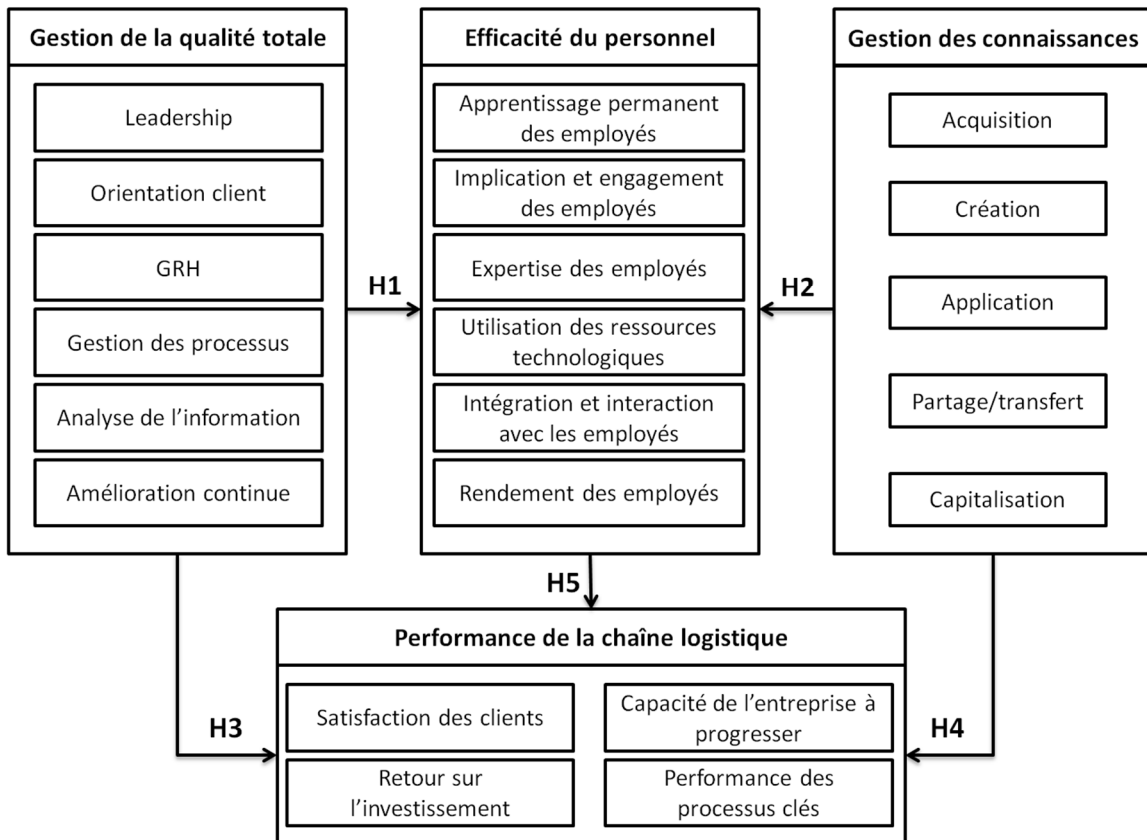 Gestion de la qualité totale
Leadership
Orientation client
GRH
Gestion des processus
Analyse de l’information
Amélioration continue
H1
Efficacité du personnel
Apprentissage permanent
des employés
Implication et engagement
des employés
Expertise des employés
Utilisation des ressources
technologiques
Intégration et interaction
avec les employés
Rendement des employés
H2
Gestion des connaissances
Acquisition
Création
Application
Partage/transfert
Capitalisation
H5
H3
Performance de la chaîne logistique
Satisfaction des clients
Capacité de l’entreprise à
progresser
Retour sur
l’investissement
Performance des
processus clés
H4